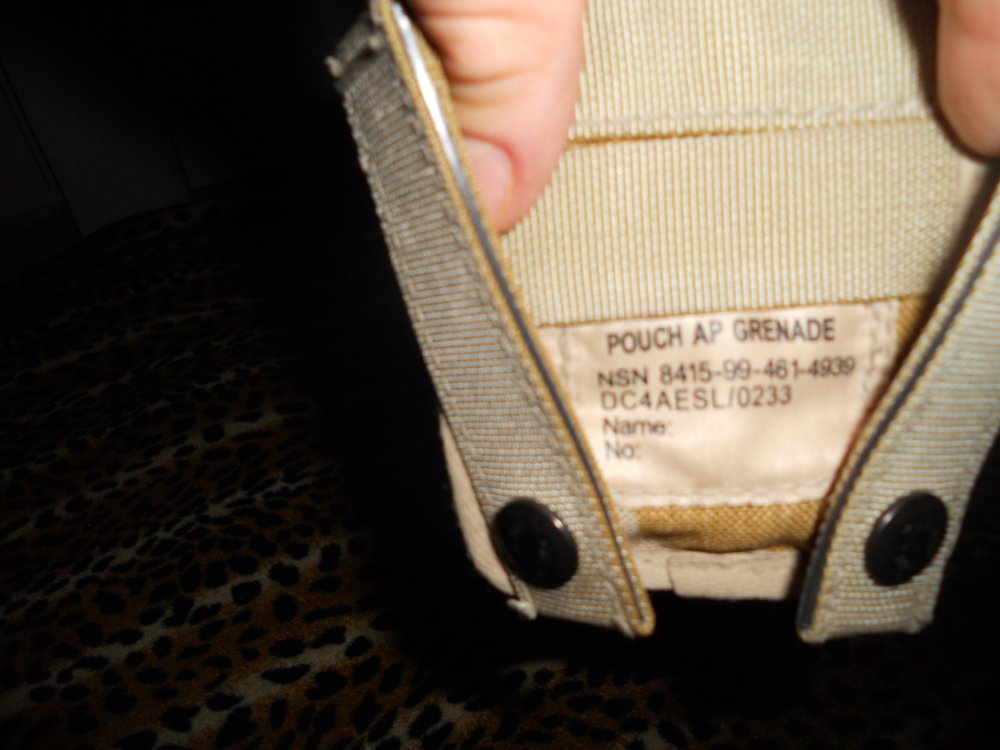 POUCH AP GRENADE
NSN 8415-99-461-4939
DC4AESL/0233
Name:
No: